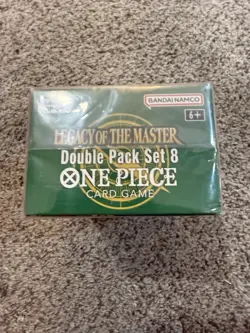 BANDAI NAMCO
6+
LEGACY OF THE MASTER
Double Pack Set 8
ONE PIECE
CARD GAME